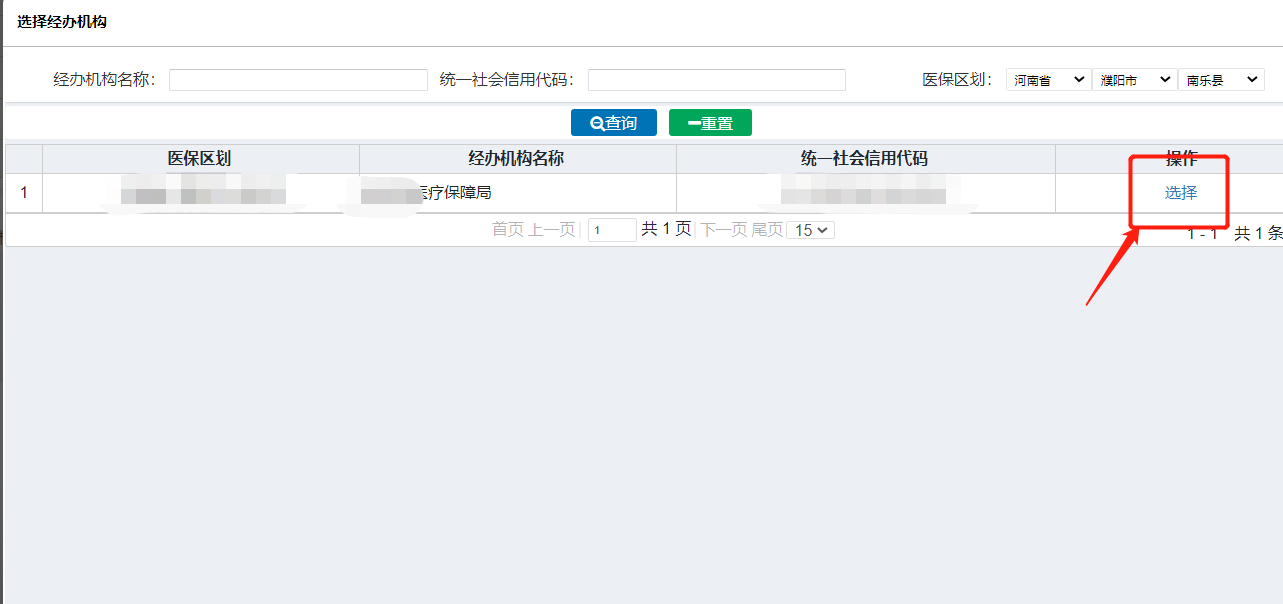 选择经办机构
经办机构名称： 统一社会信用代码： 医保区划： 河南省 濮阳市 南乐县
查询 重置
医保区划 经办机构名称 统一社会信用代码 操作
1 医疗保障局 选择
首页 上一页 1 共 1 页 下一页 尾页 15 1 - 1 共 1 条